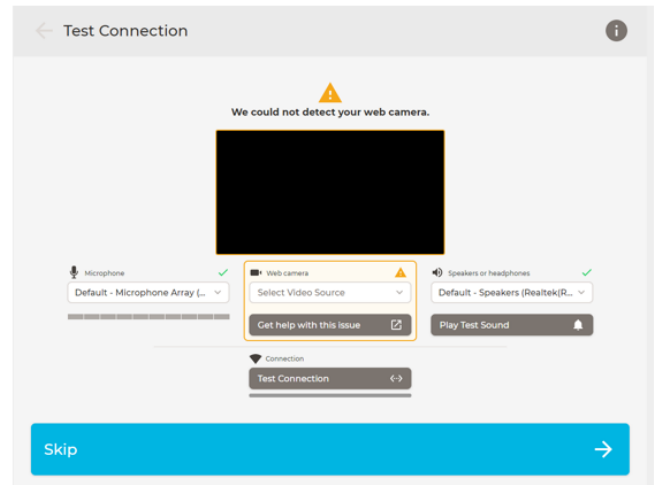 Test Connection
We could not detect your web camera.
Microphone
Default - Microphone Array (...
Web camera
Select Video Source
Get help with this issue
Speakers or headphones
Default - Speakers (Realtek(R...
Play Test Sound
Connection
Test Connection
Skip